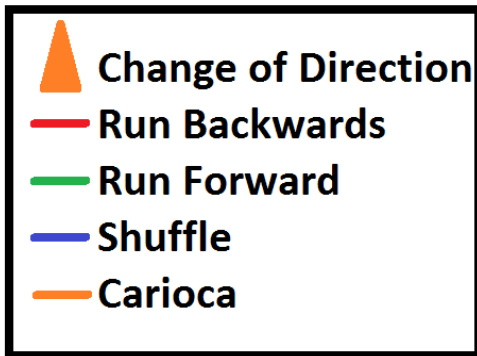 Change of Direction
Run Backwards
Run Forward
Shuffle
Carioca